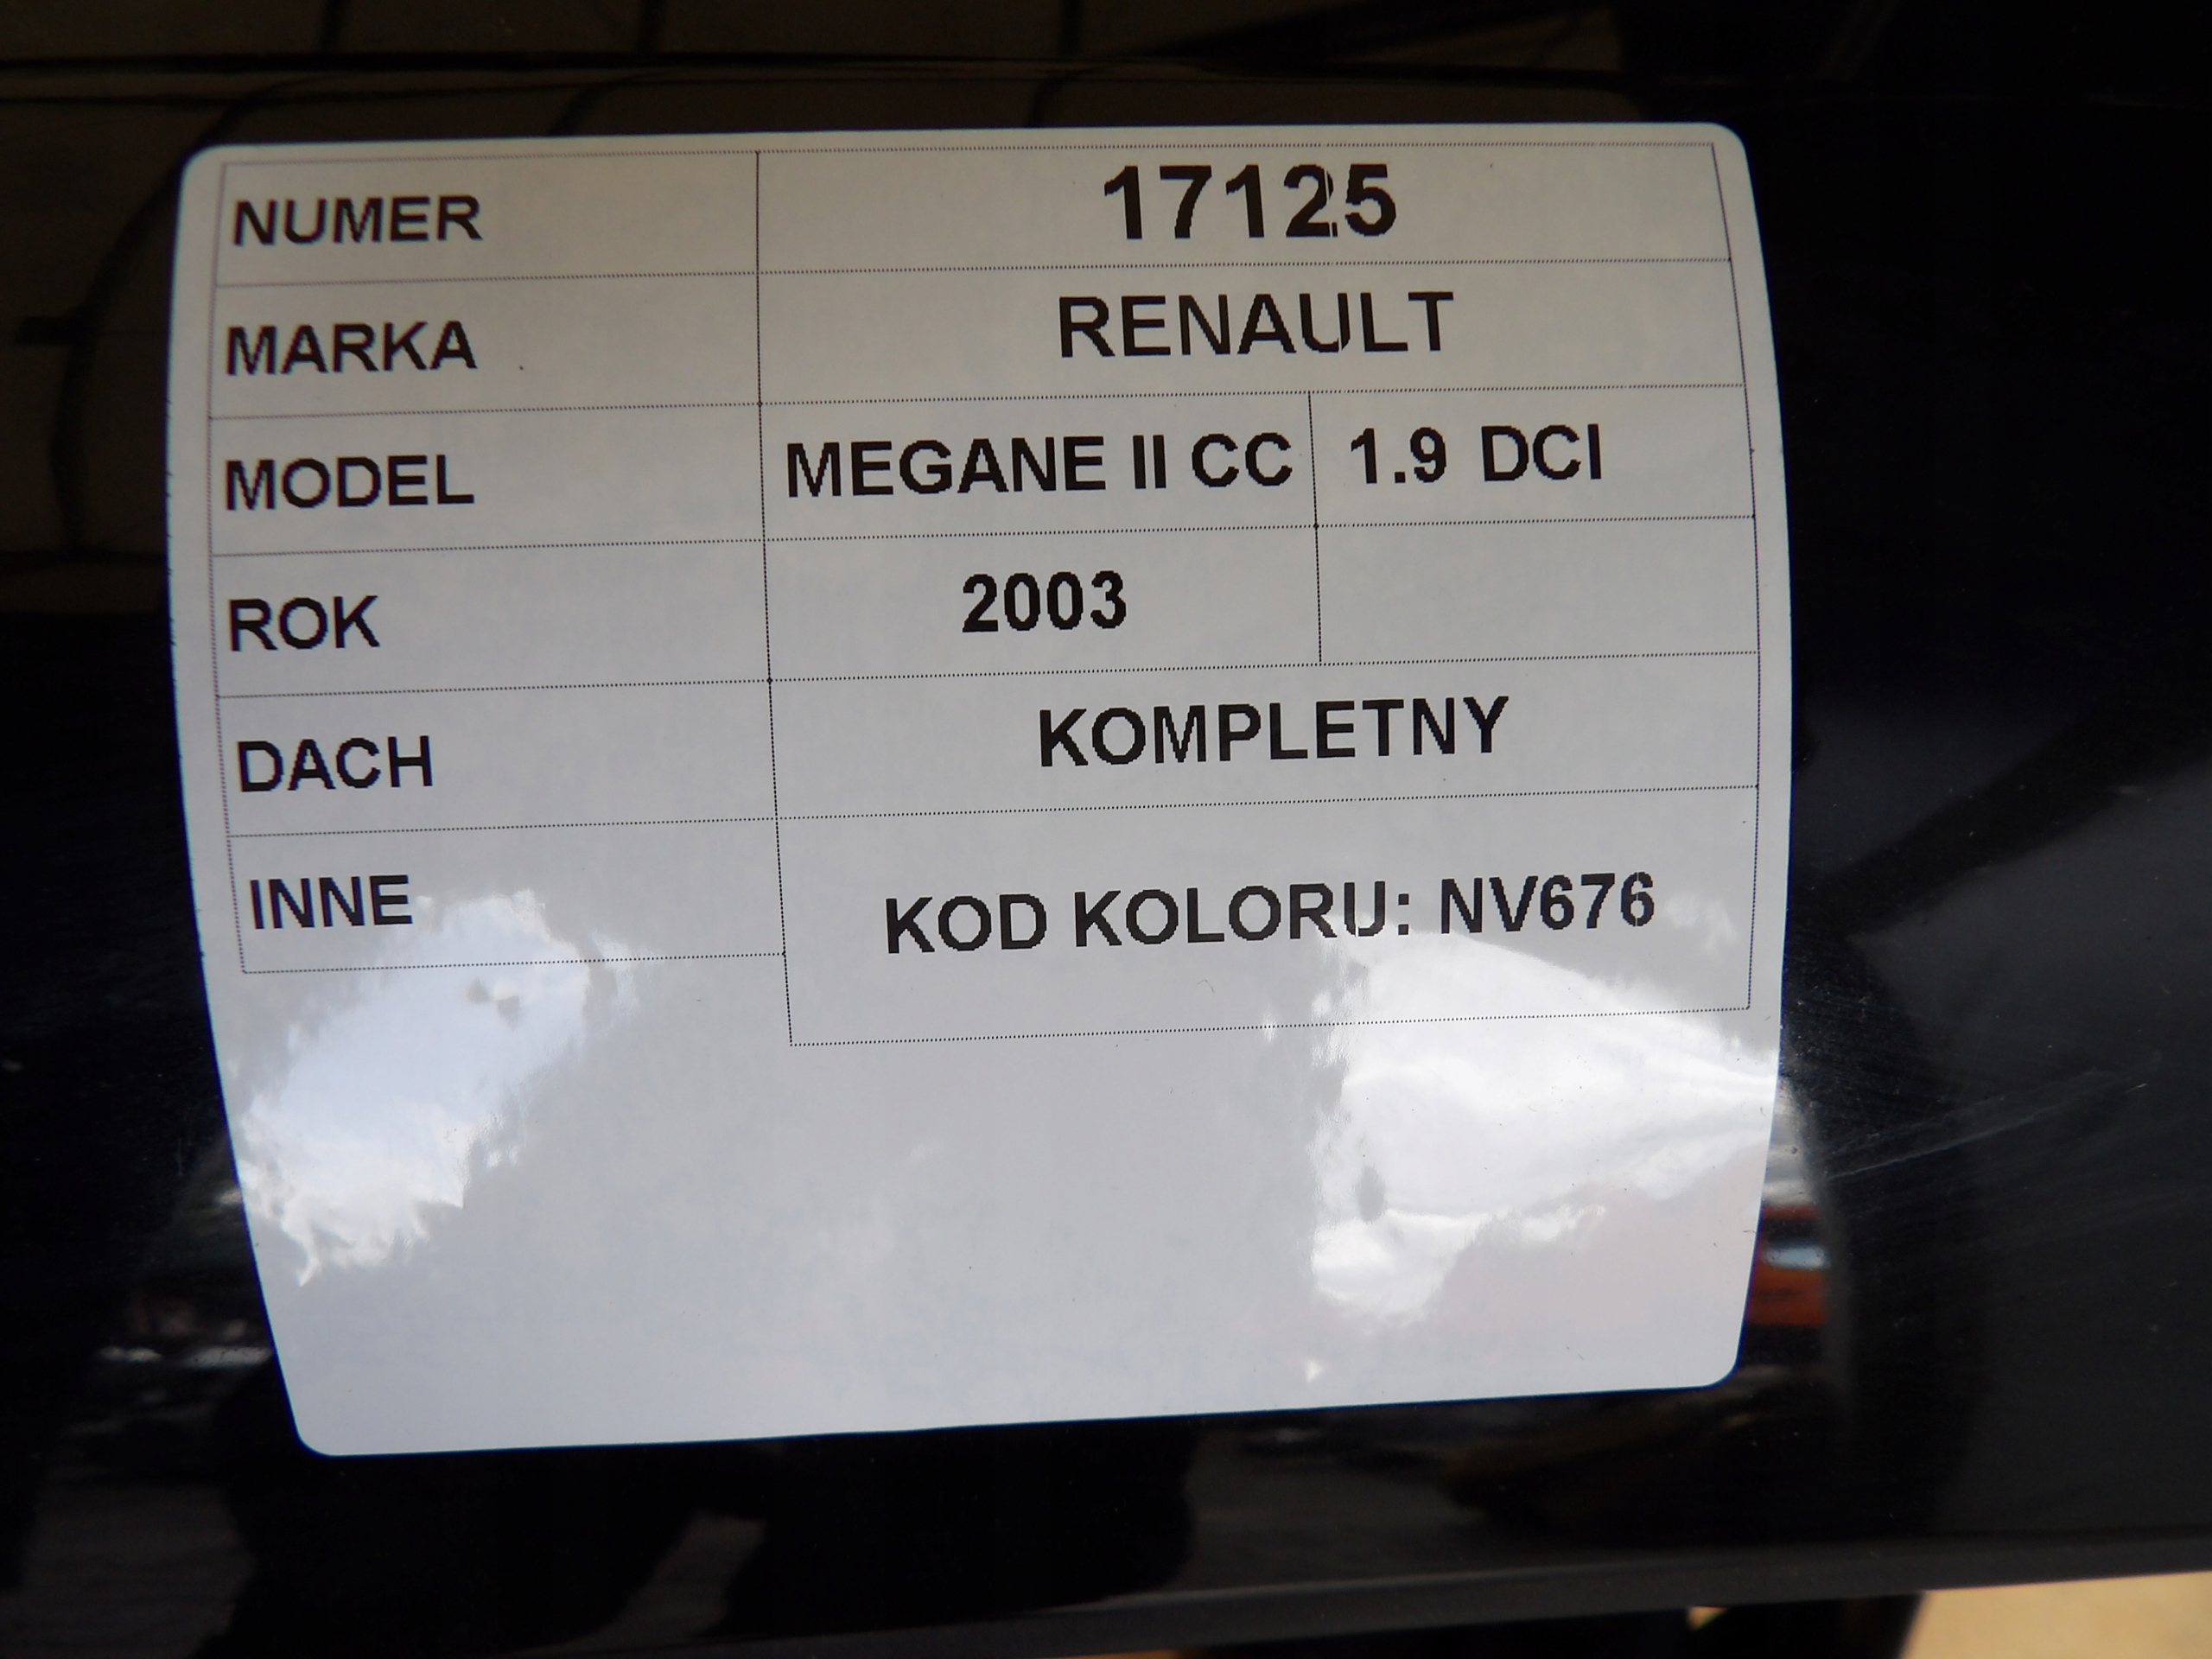 NUMER 17125
MARKA RENAULT
MODEL MEGANE II CC 1.9 DCI
ROK 2003
DACH KOMPLETNY
INNE KOD KOLORU: NV676